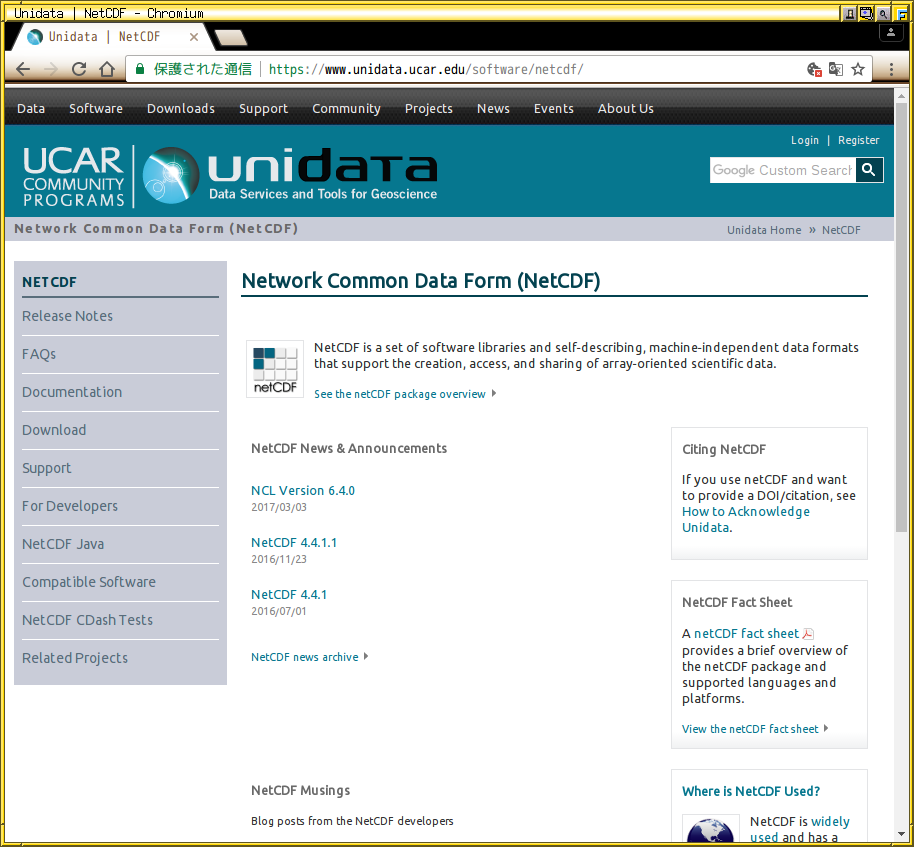 Unidata | NetCDF - Chromium
Unidata | NetCDF
保護された通信 | https://www.unidata.ucar.edu/software/netcdf/
Data Software Downloads Support Community Projects News Events About Us
Login | Register
UCAR
COMMUNITY
PROGRAMS
unidata
Data Services and Tools for Geoscience
Google Custom Search
Network Common Data Form (NetCDF)
Unidata Home » NetCDF
NETCDF
Release Notes
FAQs
Documentation
Download
Support
For Developers
NetCDF Java
Compatible Software
NetCDF CDash Tests
Related Projects
Network Common Data Form (NetCDF)
netCDF
NetCDF is a set of software libraries and self-describing, machine-independent data formats
that support the creation, access, and sharing of array-oriented scientific data.
See the netCDF package overview
NetCDF News & Announcements
NCL Version 6.4.0
2017/03/03
NetCDF 4.4.1.1
2016/11/23
NetCDF 4.4.1
2016/07/01
NetCDF news archive
NetCDF Musings
Blog posts from the NetCDF developers
Citing NetCDF
If you use netCDF and want
to provide a DOI/citation, see
How to Acknowledge
Unidata.
NetCDF Fact Sheet
A netCDF fact sheet
provides a brief overview of
the netCDF package and
supported languages and
platforms.
View the netCDF fact sheet
Where is NetCDF Used?
NetCDF is widely
used and has a